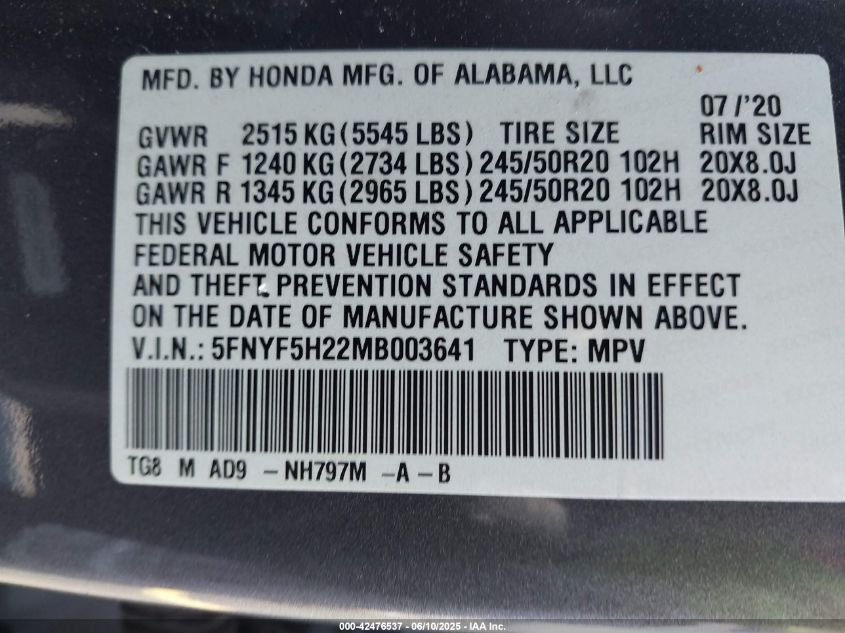 MFD. BY HONDA MFG. OF ALABAMA, LLC
07/'20
GVWR 2515 KG (5545 LBS) TIRE SIZE RIM SIZE
GAWR F 1240 KG (2734 LBS) 245/50R20 102H 20X8.0J
GAWR R 1345 KG (2965 LBS) 245/50R20 102H 20X8.0J
THIS VEHICLE CONFORMS TO ALL APPLICABLE
FEDERAL MOTOR VEHICLE SAFETY
AND THEFT PREVENTION STANDARDS IN EFFECT
ON THE DATE OF MANUFACTURE SHOWN ABOVE.
V.I.N.: 5FNYF5H22MB003641 TYPE: MPV
TG8 M AD9 - NH797M -A - B
000-42476537 - 06/10/2025 - IAA Inc.